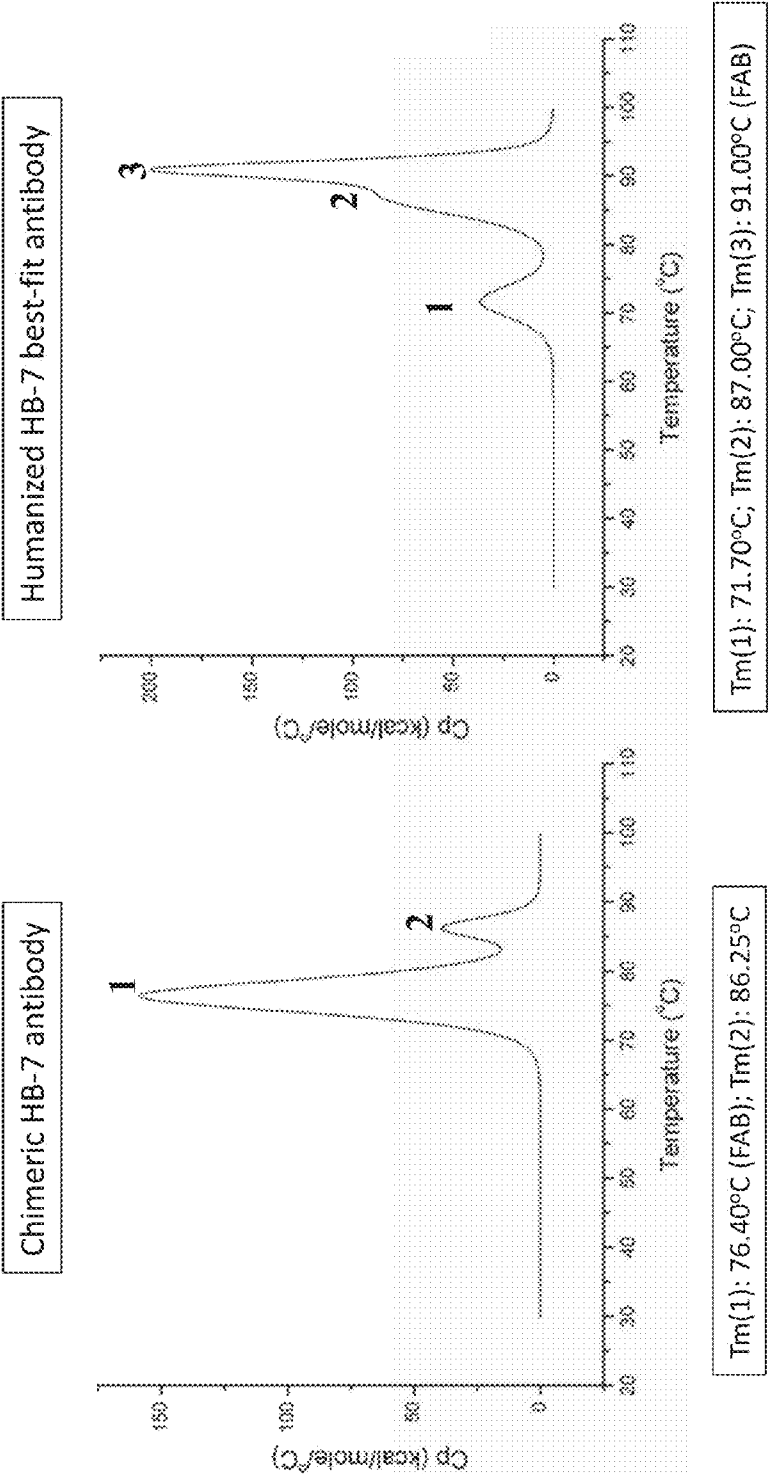 Chimeric HB-7 antibody
Cp (kcal/mole/°C)
150
100
50
0
1
2
20 30 40 50 60 70 80 90 100 110
Temperature (°C)
Tm(1): 76.40°C (FAB); Tm(2): 86.25°C
Humanized HB-7 best-fit antibody
Cp (kcal/mole/°C)
200
150
100
50
0
1
2
3
20 30 40 50 60 70 80 90 100 110
Temperature (°C)
Tm(1): 71.70°C; Tm(2): 87.00°C; Tm(3): 91.00°C (FAB)